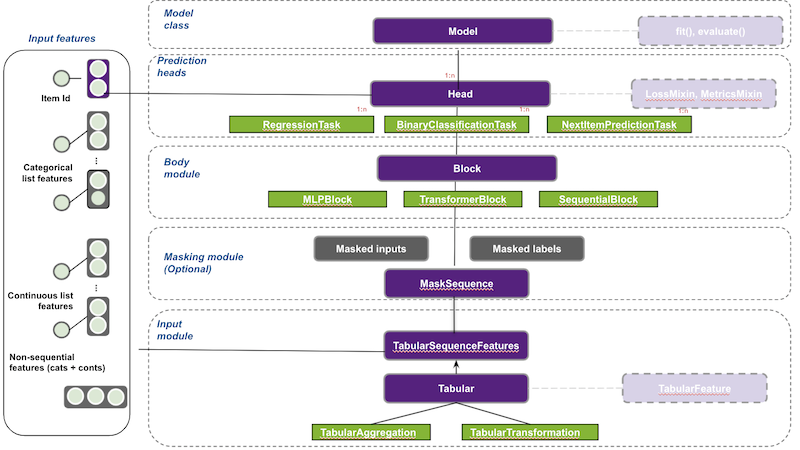 Model
class
Model
fit(), evaluate()
Input features
Prediction
heads
1:n
Head
LossMixin, MetricsMixin
Item Id
1:n
1:n
1:n
RegressionTask
BinaryClassificationTask
NextItemPredictionTask
Body
module
Block
Categorical
list features
MLPBlock
TransformerBlock
SequentialBlock
Masking module
(Optional)
Masked inputs
Masked labels
MaskSequence
Continuous list
features
Input
module
TabularSequenceFeatures
Non-sequential
features (cats + conts)
Tabular
TabularFeature
TabularAggregation
TabularTransformation